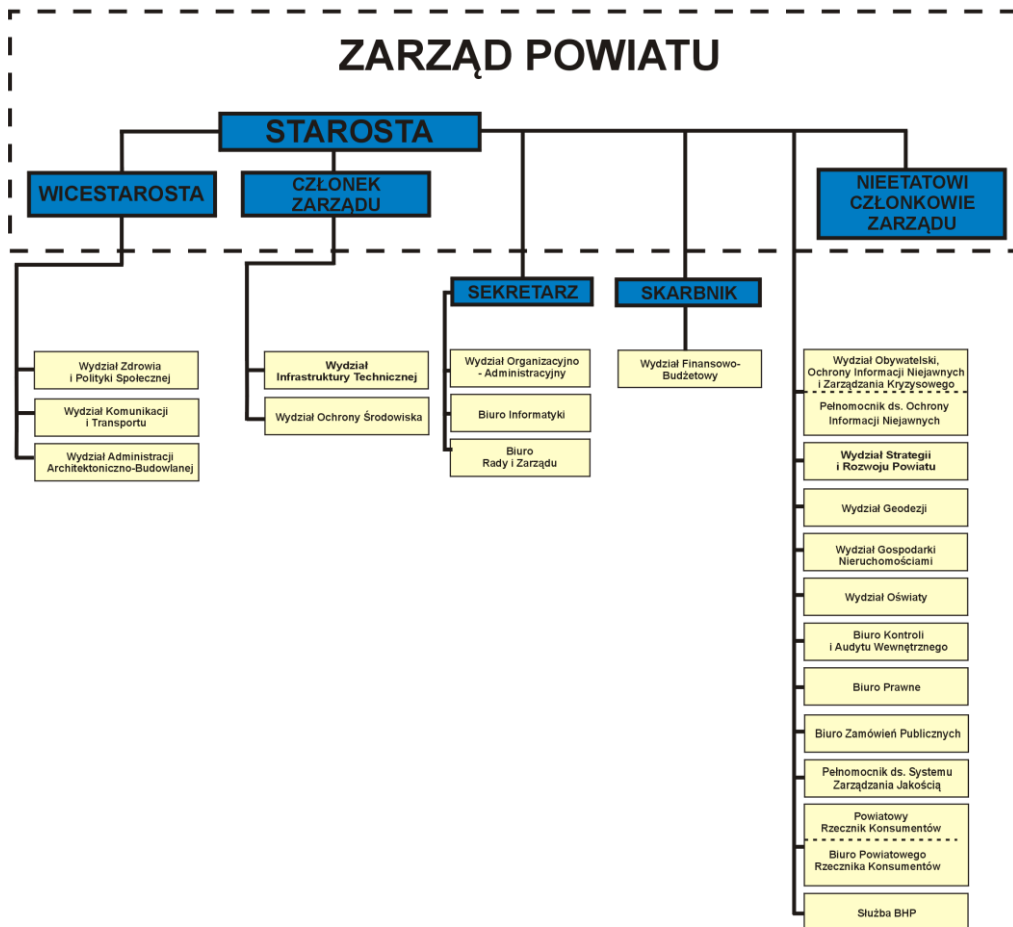 ZARZĄD POWIATU
STAROSTA
WICESTAROSTA
CZŁONEK
ZARZĄDU
NIEETATOWI
CZŁONKOWIE
ZARZĄDU
SEKRETARZ
SKARBNIK
Wydział Zdrowia
i Polityki Społecznej
Wydział Komunikacji
i Transportu
Wydział Administracji
Architektoniczno-Budowlanej
Wydział
Infrastruktury Technicznej
Wydział Ochrony Środowiska
Wydział Organizacyjno
- Administracyjny
Biuro Informatyki
Biuro
Rady i Zarządu
Wydział Finansowo-
Budżetowy
Wydział Obywatelski,
Ochrony Informacji Niejawnych
i Zarządzania Kryzysowego
Pełnomocnik ds. Ochrony
Informacji Niejawnych
Wydział Strategii
i Rozwoju Powiatu
Wydział Geodezji
Wydział Gospodarki
Nieruchomościami
Wydział Oświaty
Biuro Kontroli
i Audytu Wewnętrznego
Biuro Prawne
Biuro Zamówień Publicznych
Pełnomocnik ds. Systemu
Zarządzania Jakością
Powiatowy
Rzecznik Konsumentów
Biuro Powiatowego
Rzecznika Konsumentów
Służba BHP